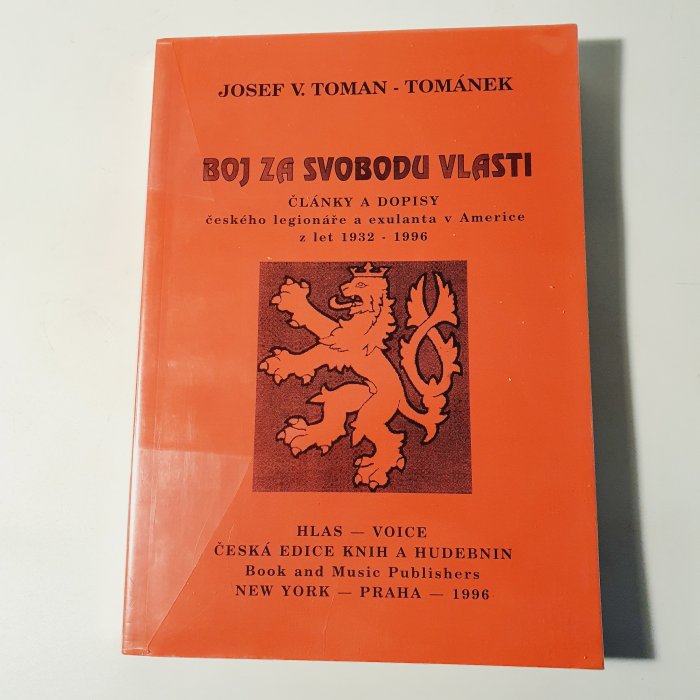 JOSEF V. TOMAN - TOMÁNEK
BOJ ZA SVOBODU VLASTI
ČLÁNKY A DOPISY
českého legionáře a exulanta v Americe
z let 1932 - 1996
HLAS — VOICE
ČESKÁ EDICE KNIH A HUDEBNIN
Book and Music Publishers
NEW YORK — PRAHA — 1996